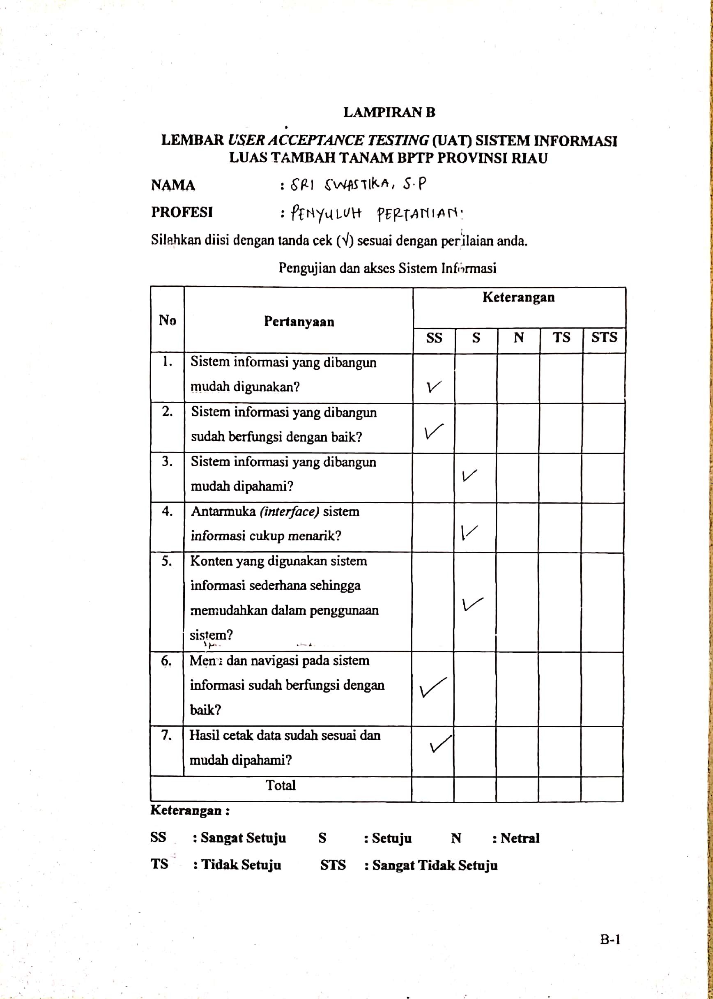 LAMPIRAN B
LEMBAR USER ACCEPTANCE TESTING (UAT) SISTEM INFORMASI
LUAS TAMBAH TANAM BPTP PROVINSI RIAU
NAMA : SRI SWASTIKA, S.P
PROFESI : PENYULUH PERTANIAN.
Silahkan diisi dengan tanda cek (√) sesuai dengan penilaian anda.
Pengujian dan akses Sistem Informasi
No Pertanyaan Keterangan
SS S N TS STS
1. Sistem informasi yang dibangun
mudah digunakan? ✓
2. Sistem informasi yang dibangun
sudah berfungsi dengan baik? ✓
3. Sistem informasi yang dibangun
mudah dipahami? ✓
4. Antarmuka (interface) sistem
informasi cukup menarik? ✓
5. Konten yang digunakan sistem
informasi sederhana sehingga
memudahkan dalam penggunaan ✓
sistem?
6. Menu dan navigasi pada sistem
informasi sudah berfungsi dengan ✓
baik?
7. Hasil cetak data sudah sesuai dan ✓
mudah dipahami?
Total
Keterangan :
SS : Sangat Setuju S : Setuju N : Netral
TS : Tidak Setuju STS : Sangat Tidak Setuju
B-1